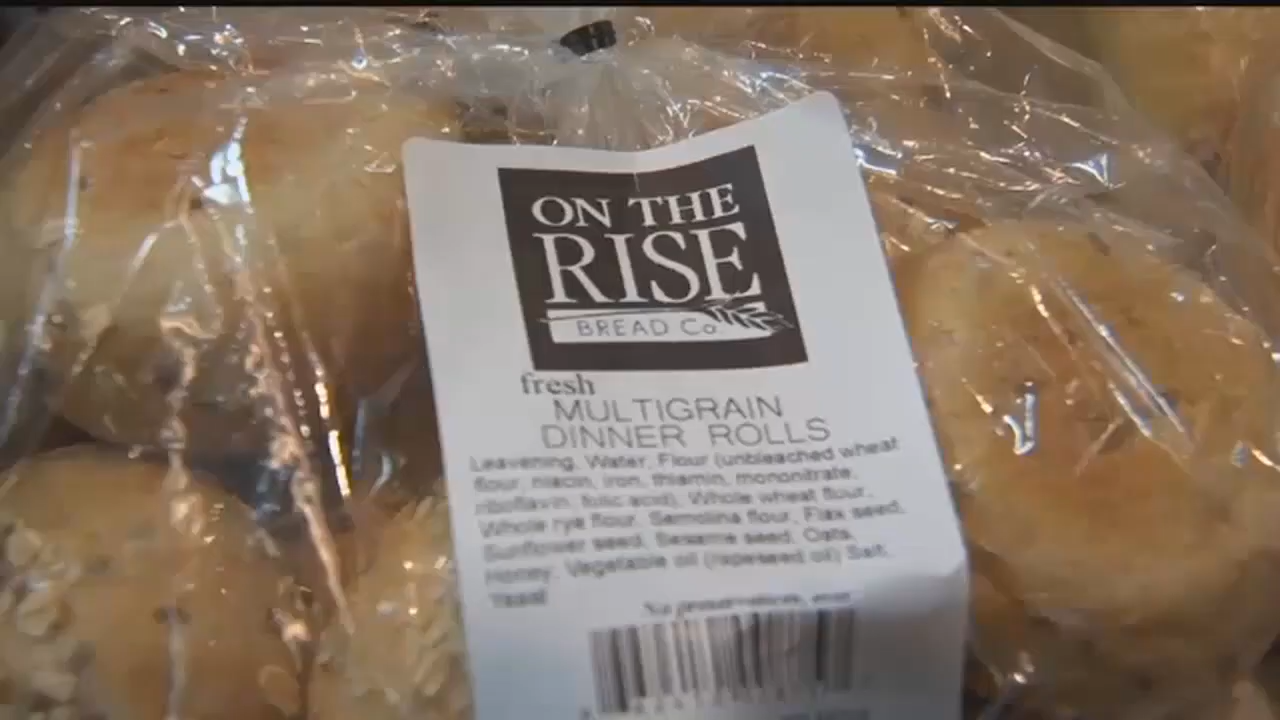 ON THE
RISE
BREAD Co.
fresh
MULTIGRAIN
DINNER ROLLS
Leavening, Water, Flour (unbleached wheat
flour, niacin, iron, thiamin, mononitrate,
riboflavin, folic acid), Whole wheat flour,
Whole rye flour, Semolina flour, Flax seed,
Sunflower seed, Sesame seed, Oats,
Honey, Vegetable oil (rapeseed oil) Salt,
Yeast
No preservatives,